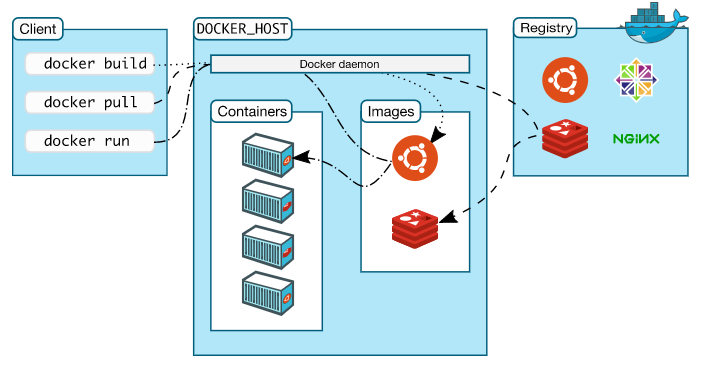 Client
docker build
docker pull
docker run
DOCKER_HOST
Docker daemon
Containers
Images
Registry
NGINX